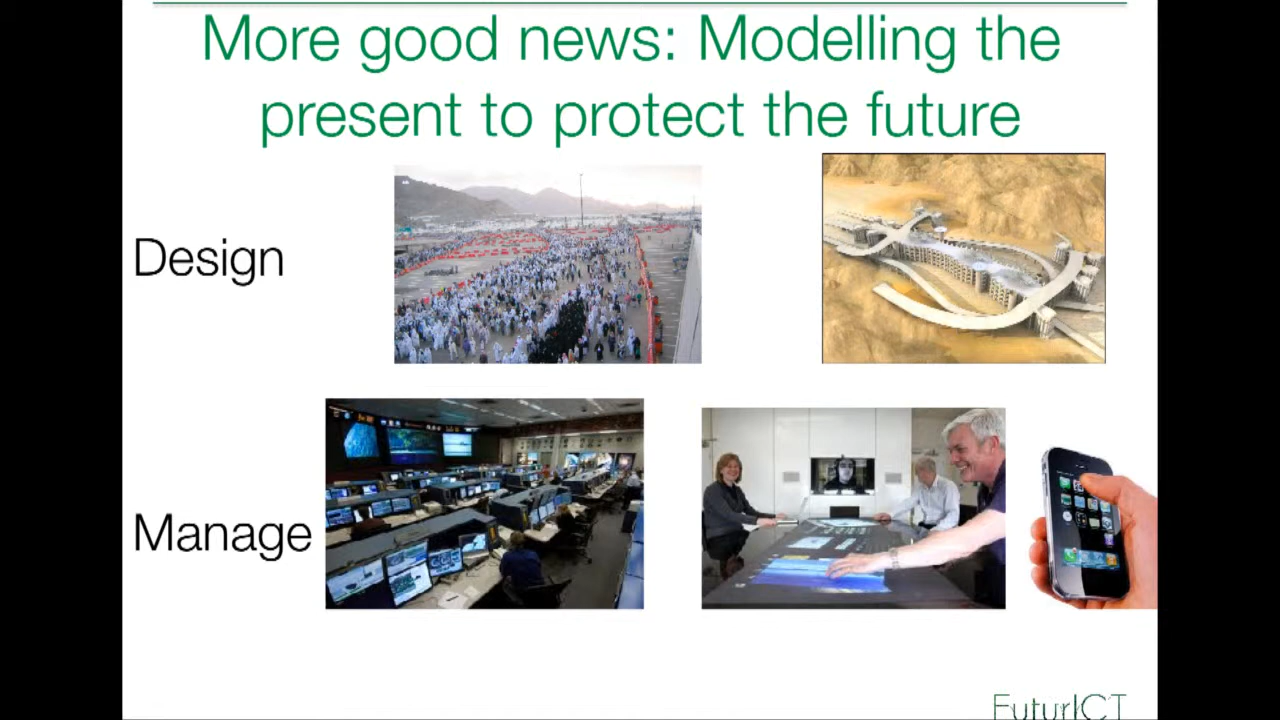 More good news: Modelling the
present to protect the future
Design
Manage
FuturICT